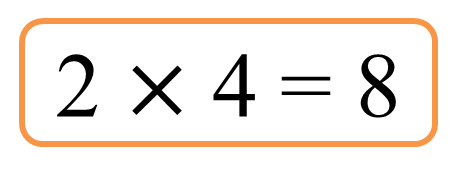 2 × 4 = 8